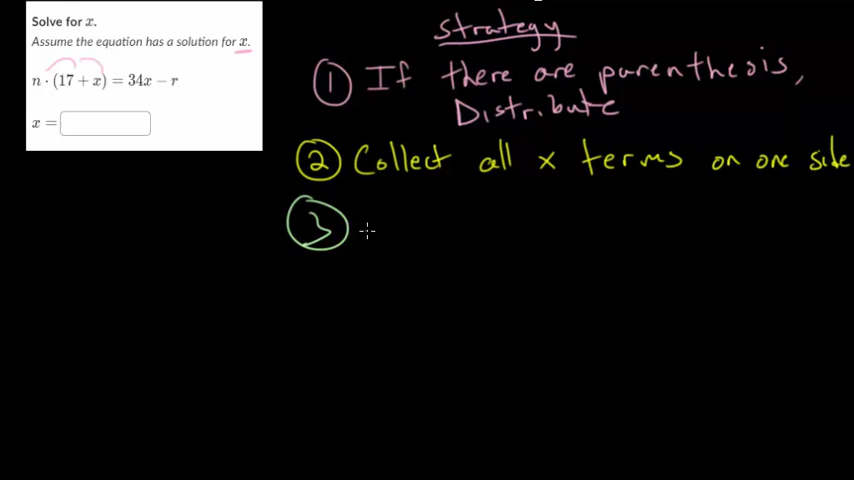 Solve for x.
Assume the equation has a solution for x.
n · (17 + x) = 34x − r
x =
strategy
① If there are parenthesis,
Distribute
② Collect all x terms on one side
③